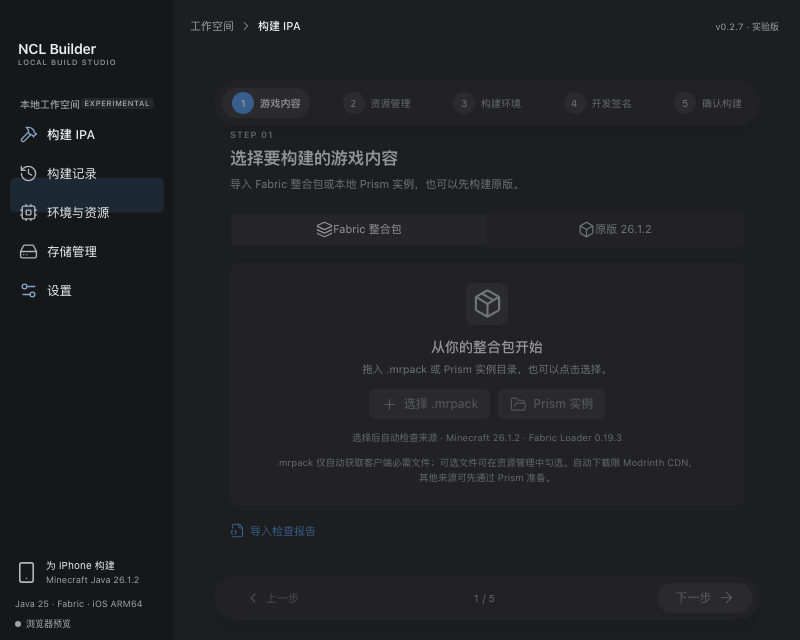 工作空间 > 构建 IPA
v0.2.7 · 实验版
NCL Builder
LOCAL BUILD STUDIO
本地工作空间 EXPERIMENTAL
构建 IPA
构建记录
环境与资源
存储管理
设置
1 游戏内容
2 资源管理
3 构建环境
4 开发签名
5 确认构建
STEP 01
选择要构建的游戏内容
导入 Fabric 整合包或本地 Prism 实例，也可以先构建原版。
Fabric 整合包
原版 26.1.2
从你的整合包开始
拖入 .mrpack 或 Prism 实例目录，也可以点击选择。
选择 .mrpack
Prism 实例
选择后自动检查来源 · Minecraft 26.1.2 · Fabric Loader 0.19.3
.mrpack 仅自动获取客户端必需文件；可选文件可在资源管理中勾选。自动下载限 Modrinth CDN，
其他来源可先通过 Prism 准备。
导入检查报告
上一步
1 / 5
下一步
为 iPhone 构建
Minecraft Java 26.1.2
Java 25 · Fabric · iOS ARM64
浏览器预览